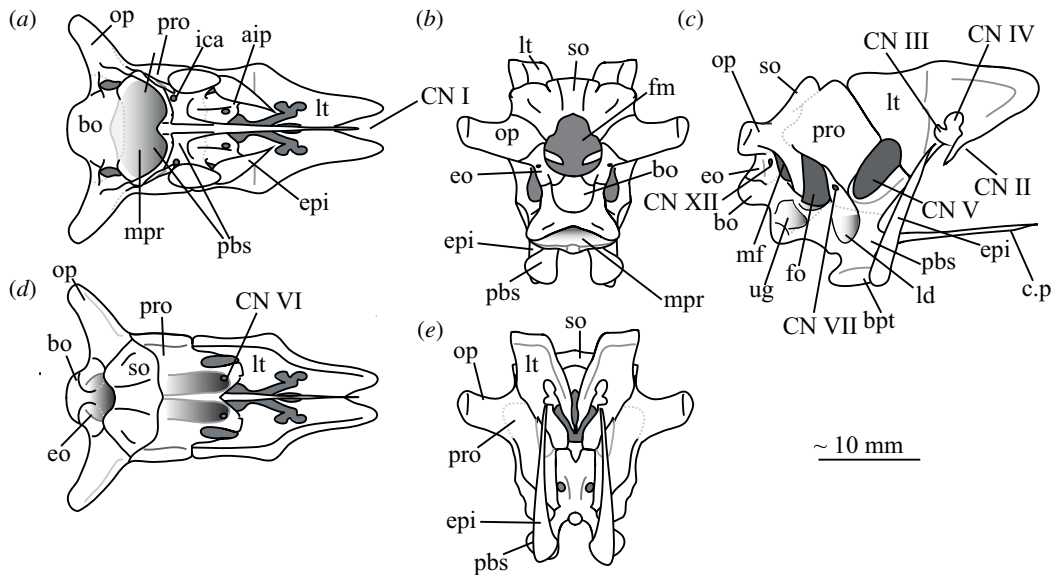 (a)
op
pro
ica
aip
bo
lt
CN I
mpr
pbs
epi
(b)
lt
so
fm
op
eo
bo
epi
pbs
mpr
(c)
CN III
CN IV
op
so
lt
pro
eo
CN XII
bo
CN II
CN V
mf
ug
fo
pbs
epi
ld
c.p
CN VII
bpt
(d)
op
pro
CN VI
bo
so
lt
eo
(e)
so
op
lt
pro
epi
pbs
~ 10 mm